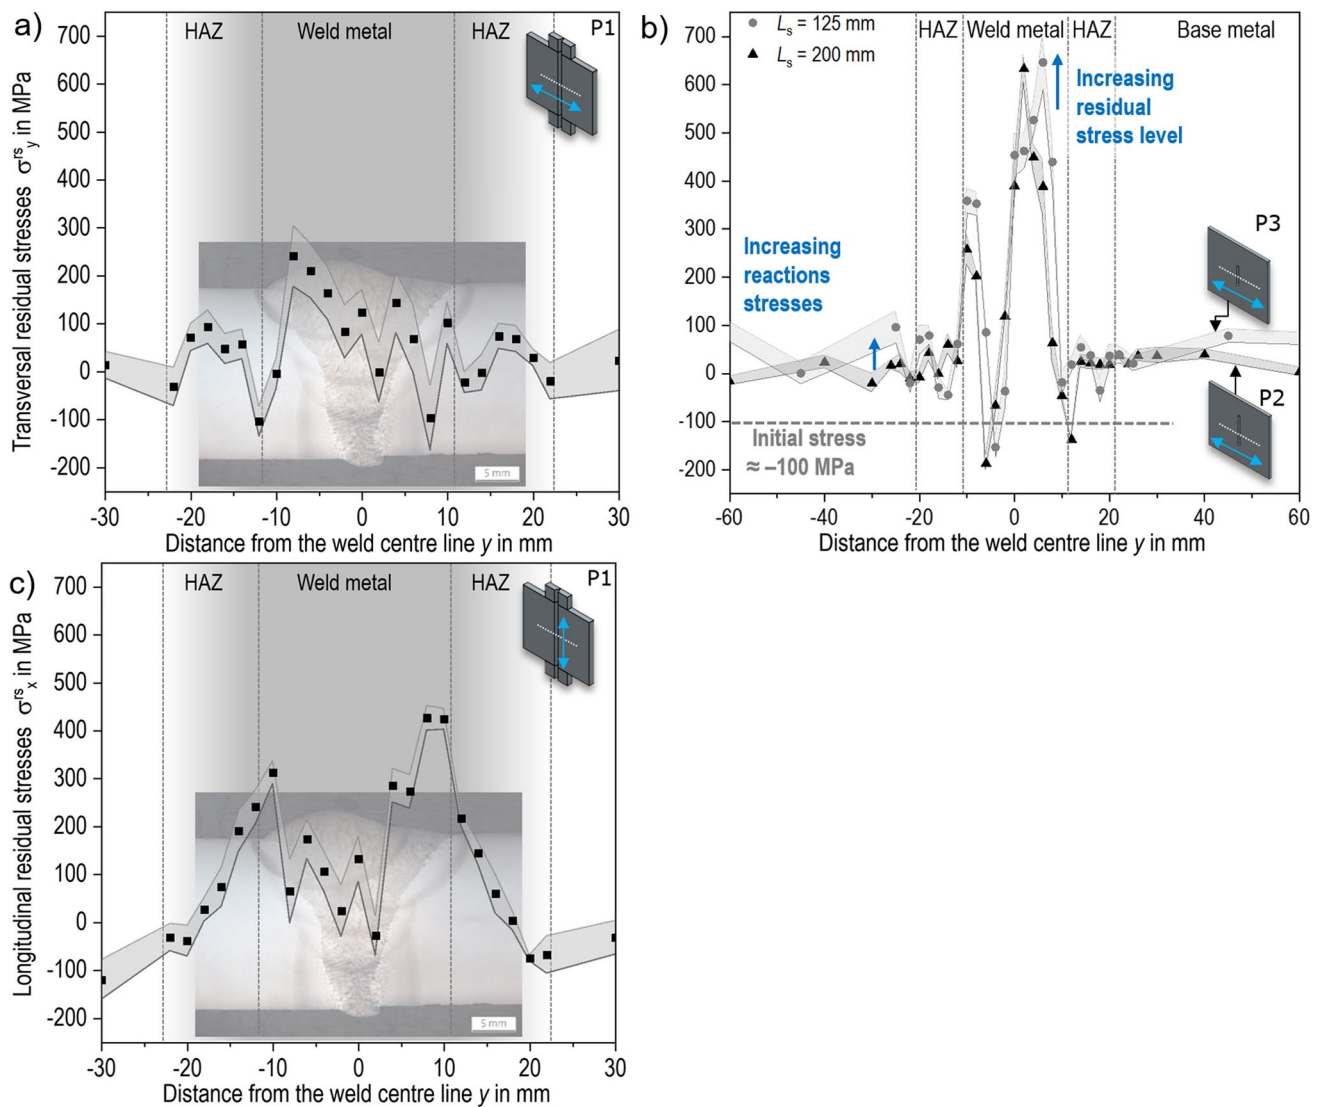 a)
HAZ Weld metal HAZ P1
700
600
500
400
300
200
100
0
-100
-200
Transversal residual stresses σ^rs_y in MPa
5 mm
-30 -20 -10 0 10 20 30
Distance from the weld centre line y in mm
b)
Ls = 125 mm
Ls = 200 mm
HAZ Weld metal HAZ Base metal
700
600
500
400
300
200
100
0
-100
-200
Increasing
residual
stress level
Increasing
reactions
stresses
P3
P2
Initial stress
≈ –100 MPa
-60 -40 -20 0 20 40 60
Distance from the weld centre line y in mm
c)
HAZ Weld metal HAZ P1
700
600
500
400
300
200
100
0
-100
-200
Longitudinal residual stresses σ^rs_x in MPa
5 mm
-30 -20 -10 0 10 20 30
Distance from the weld centre line y in mm